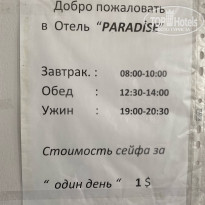 Добро пожаловать
в Отель "PARADISE"
Завтрак. : 08:00-10:00
Обед : 12:30-14:00
Ужин : 19:00-20:30
Стоимость сейфа за
" один день " 1 $